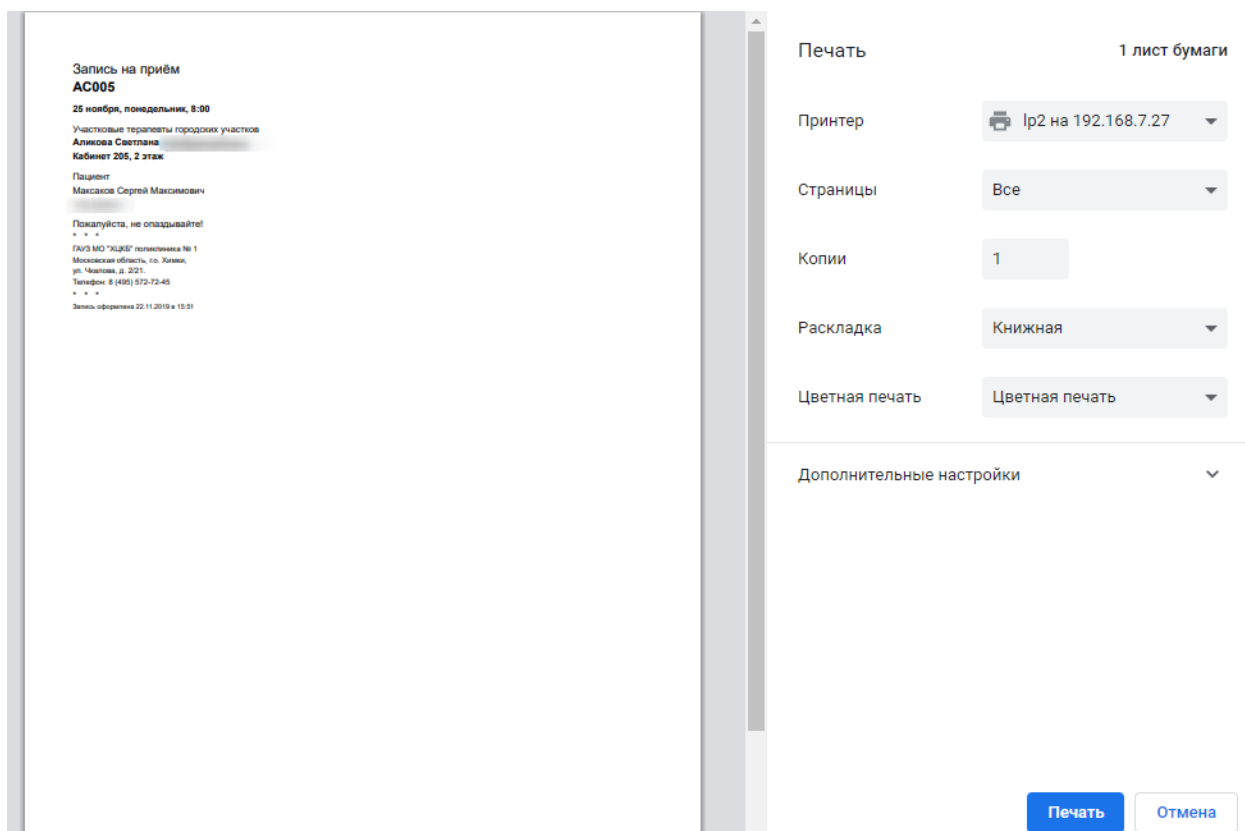 Запись на приём
АС005
25 ноября, понедельник, 8:00
Участковые терапевты городских участков
Аликова Светлана
Кабинет 205, 2 этаж
Пациент
Максаков Сергей Максимович
Пожалуйста, не опаздывайте!
* * *
ГАУЗ МО "ХЦКБ" поликлиника № 1
Московская область, г.о. Химки,
ул. Чкалова, д. 2/21.
Телефон: 8 (495) 572-72-45
* * *
Запись оформлена 22.11.2019 в 15:51
Печать 1 лист бумаги
Принтер lp2 на 192.168.7.27
Страницы Все
Копии 1
Раскладка Книжная
Цветная печать Цветная печать
Дополнительные настройки
Печать Отмена